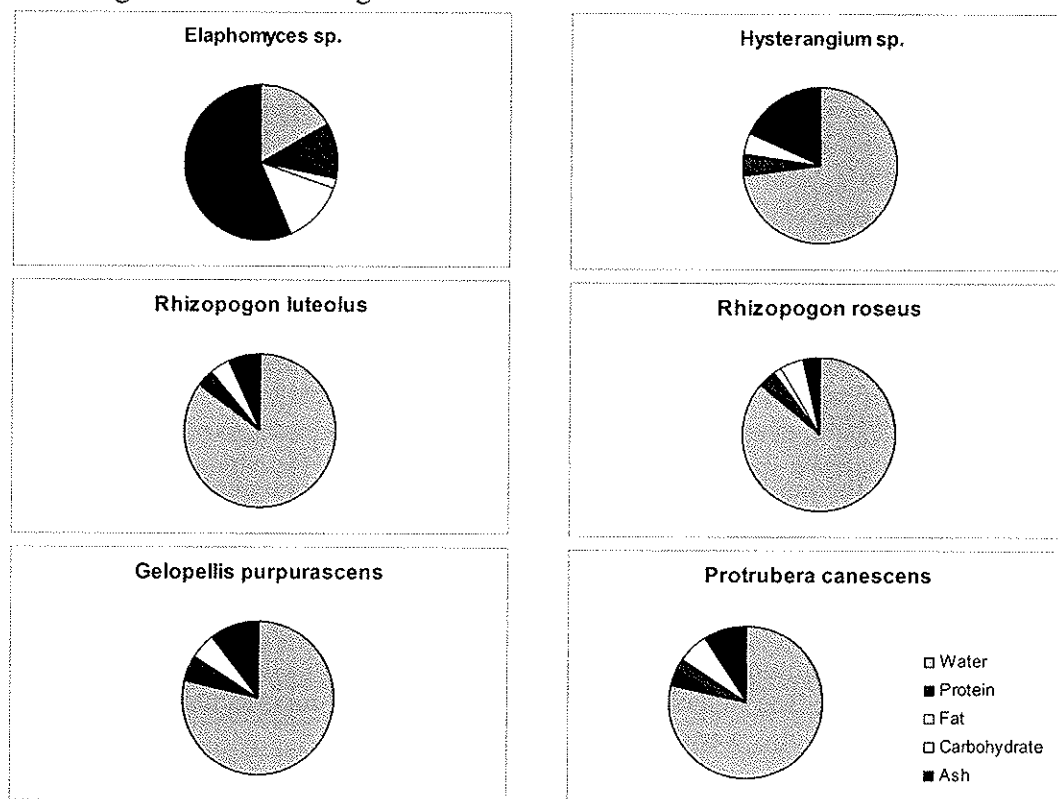 Elaphomyces sp.
Hysterangium sp.
Rhizopogon luteolus
Rhizopogon roseus
Gelopellis purpurascens
Protrubera canescens
Water
Protein
Fat
Carbohydrate
Ash